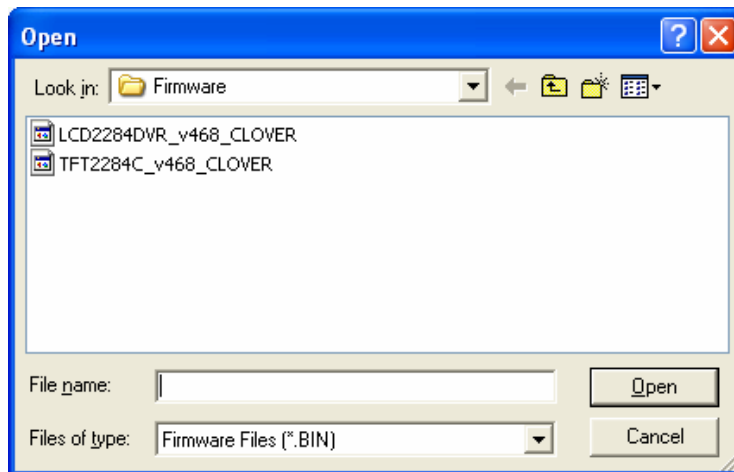 Open
Look in: Firmware
LCD2284DVR_v468_CLOVER
TFT2284C_v468_CLOVER
File name: Open
Files of type: Firmware Files (*.BIN) Cancel